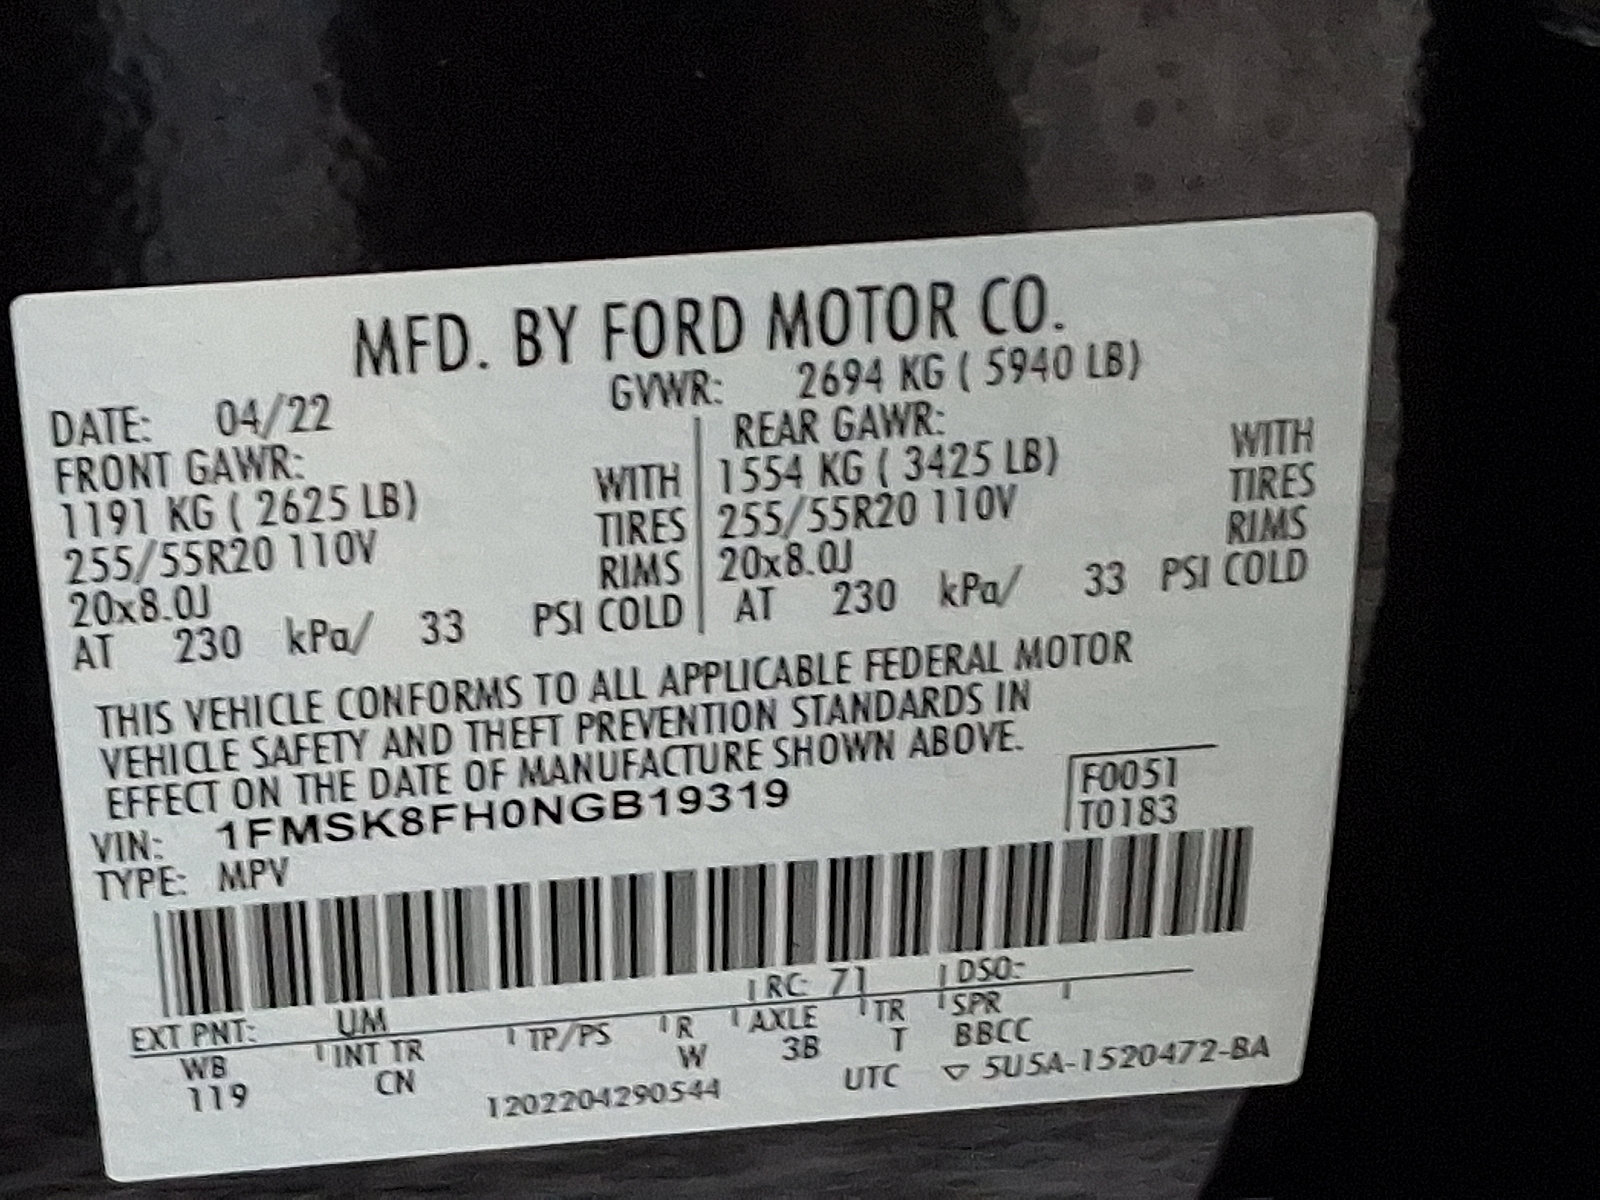 MFD. BY FORD MOTOR CO.
DATE: 04/22 GVWR: 2694 KG ( 5940 LB)
FRONT GAWR: REAR GAWR:
1191 KG ( 2625 LB) WITH 1554 KG ( 3425 LB) WITH
255/55R20 110V TIRES 255/55R20 110V TIRES
20x8.0J RIMS 20x8.0J RIMS
AT 230 kPa/ 33 PSI COLD AT 230 kPa/ 33 PSI COLD
THIS VEHICLE CONFORMS TO ALL APPLICABLE FEDERAL MOTOR
VEHICLE SAFETY AND THEFT PREVENTION STANDARDS IN
EFFECT ON THE DATE OF MANUFACTURE SHOWN ABOVE.
VIN: 1FMSK8FH0NGB19319 F0051
TYPE: MPV T0183
EXT PNT: UM RC: 71 DSO:
WB INT TR TP/PS R AXLE TR SPR
119 CN W 3B T BBCC
1202204290544 UTC ▽ 5U5A-1520472-BA